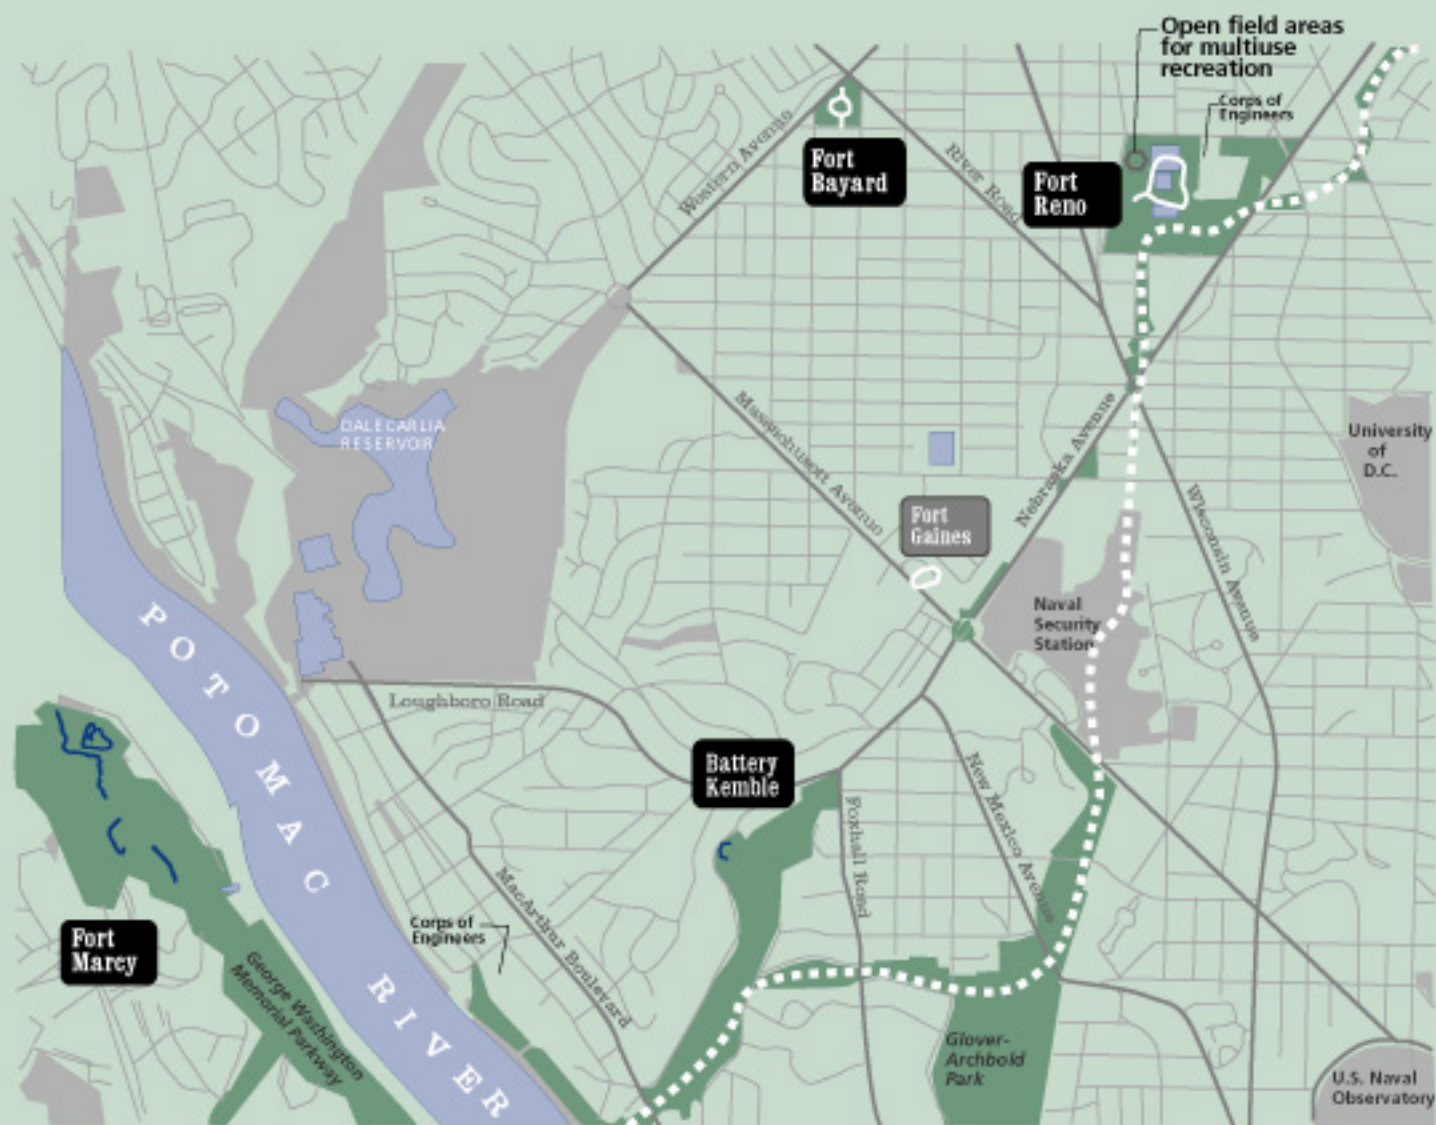 Open field areas
for multiuse
recreation
Corps of
Engineers
Western Avenue
Fort
Bayard
River Road
Fort
Reno
DALECARLIA
RESERVOIR
Massachusett Avenue
Nebraska Avenue
University
of
D.C.
Fort
Gaines
Wisconsin Avenue
Naval
Security
Station
POTOMAC RIVER
Loughboro Road
Battery
Kemble
New Mexico Avenue
Foxhall Road
MacArthur Boulevard
Corps of
Engineers
Fort
Marcy
George Washington
Memorial Parkway
Glover-
Archbold
Park
U.S. Naval
Observatory